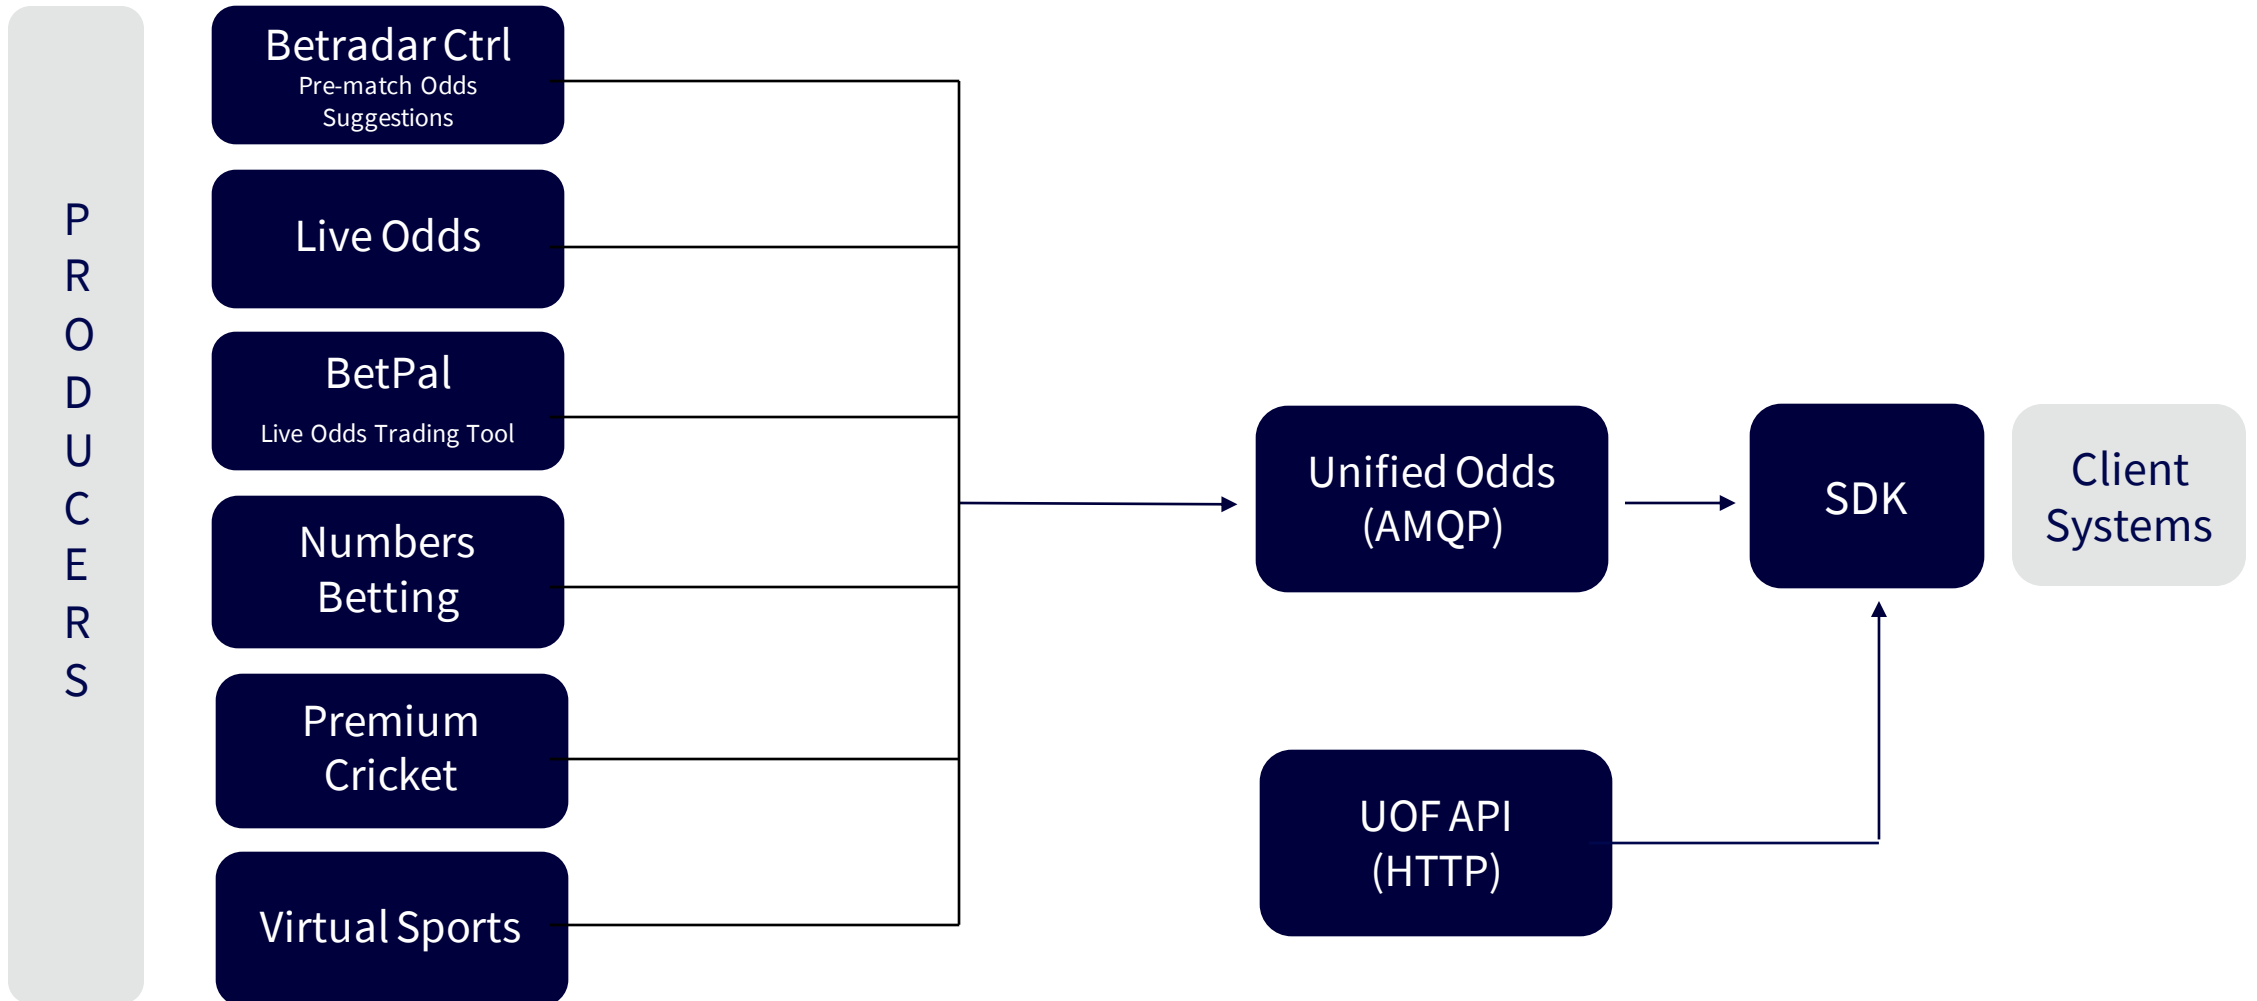 PRODUCERS
Betradar Ctrl
Pre-match Odds
Suggestions
Live Odds
BetPal
Live Odds Trading Tool
Numbers
Betting
Premium
Cricket
Virtual Sports
Unified Odds
(AMQP)
UOF API
(HTTP)
SDK
Client
Systems